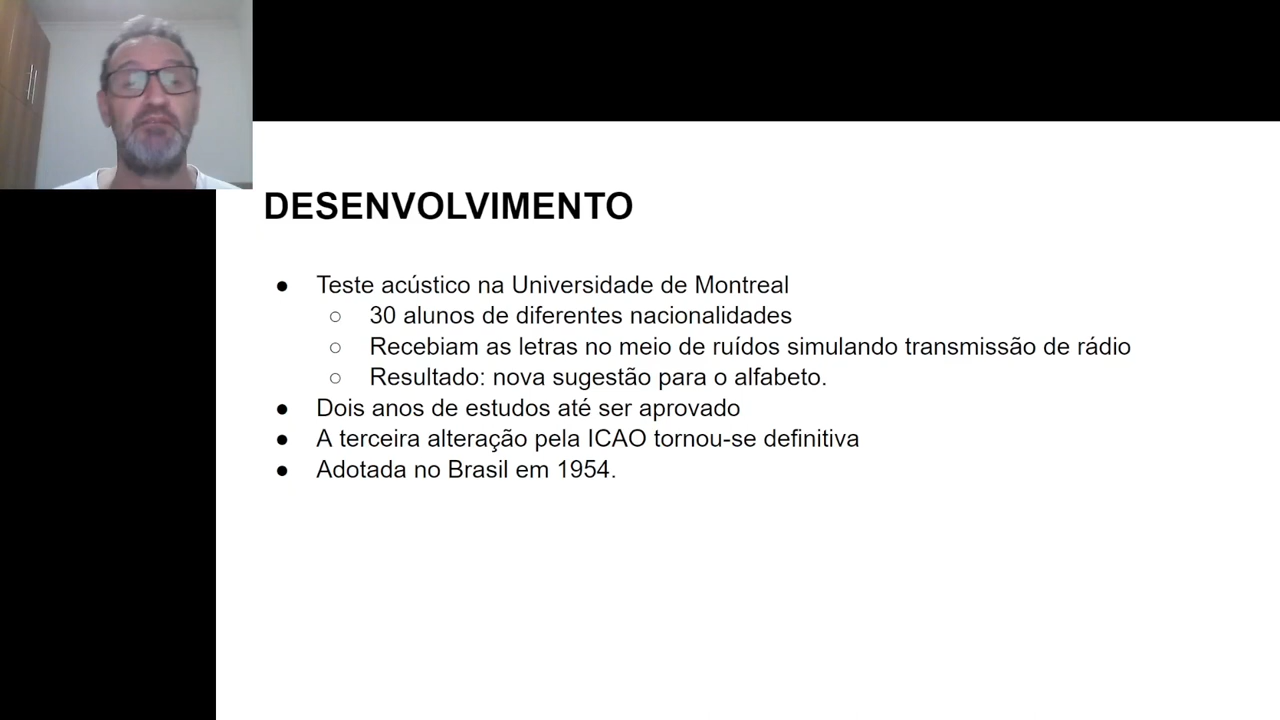 DESENVOLVIMENTO
● Teste acústico na Universidade de Montreal
○ 30 alunos de diferentes nacionalidades
○ Recebiam as letras no meio de ruídos simulando transmissão de rádio
○ Resultado: nova sugestão para o alfabeto.
● Dois anos de estudos até ser aprovado
● A terceira alteração pela ICAO tornou-se definitiva
● Adotada no Brasil em 1954.